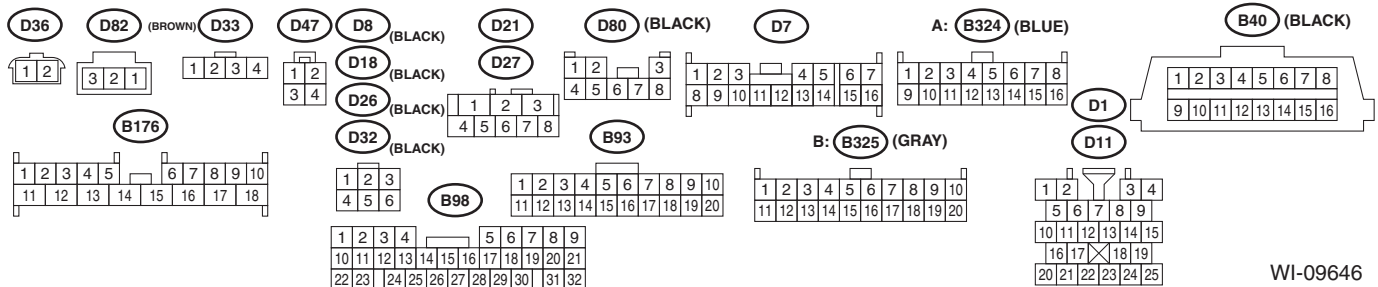 D36
D82 (BROWN)
D33
D47
D8 (BLACK)
D18 (BLACK)
D26 (BLACK)
D32 (BLACK)
D21
D27
D80 (BLACK)
D7
A: B324 (BLUE)
B40 (BLACK)
1 2
3 2 1
1 2 3 4
1 2
3 4
1 2 3
4 5 6 7 8
1 2 3
4 5 6 7 8
1 2 3 4 5 6 7
8 9 10 11 12 13 14 15 16
1 2 3 4 5 6 7 8
9 10 11 12 13 14 15 16
1 2 3 4 5 6 7 8
9 10 11 12 13 14 15 16
B176
B93
B: B325 (GRAY)
D1
D11
1 2 3 4 5 6 7 8 9 10
11 12 13 14 15 16 17 18
1 2 3
4 5 6
B98
1 2 3 4 5 6 7 8 9 10
11 12 13 14 15 16 17 18 19 20
1 2 3 4 5 6 7 8 9 10
11 12 13 14 15 16 17 18 19 20
1 2 3 4
5 6 7 8 9
10 11 12 13 14 15
16 17 18 19
20 21 22 23 24 25
1 2 3 4 5 6 7 8 9
10 11 12 13 14 15 16 17 18 19 20 21
22 23 24 25 26 27 28 29 30 31 32
WI-09646